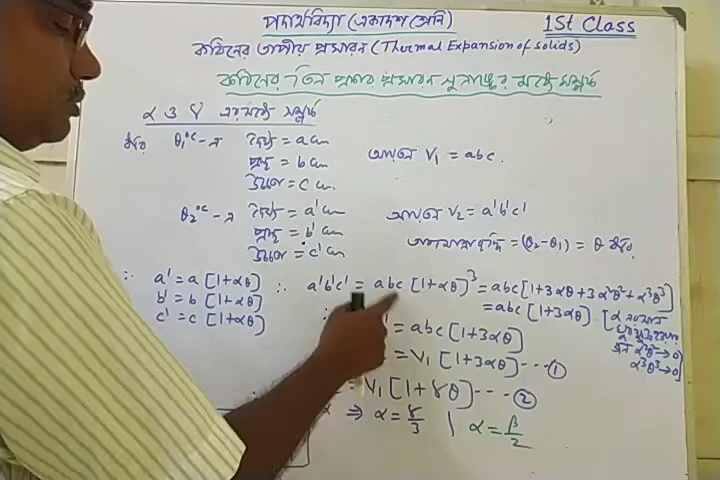 পদার্থবিদ্যা (একাদশ শ্রেনি)
1St Class
কঠিনের তাপীয় প্রসারন (Thermal Expansion of solids)
কঠিনের তিন প্রকার প্রসারন গুনাঙ্কের মধ্যে সম্পর্ক
α ও γ এর মধ্যে সম্পর্ক
ধরি θ₁°C-এ দৈর্ঘ্য = a cm
প্রস্থ = b cm
উচ্চতা = c cm
আয়তন V₁ = abc.
θ₂°C-এ দৈর্ঘ্য = a' cm
প্রস্থ = b' cm
উচ্চতা = c' cm
আয়তন V₂ = a'b'c'
= (θ₂-θ₁) = θ ধরি
∴ a' = a [1+αθ]
b' = b [1+αθ]
c' = c [1+αθ]
∴ a'b'c' = abc [1+αθ]³ = abc[1+3αθ+3α²θ²+α³θ³]
= abc [1+3αθ]
α²θ²→0
α³θ³→0]
= abc [1+3αθ]
= V₁ [1+3αθ] --- ①
= V₁ [1+γθ] --- ②
⇒ α = γ/3 | α = β/2